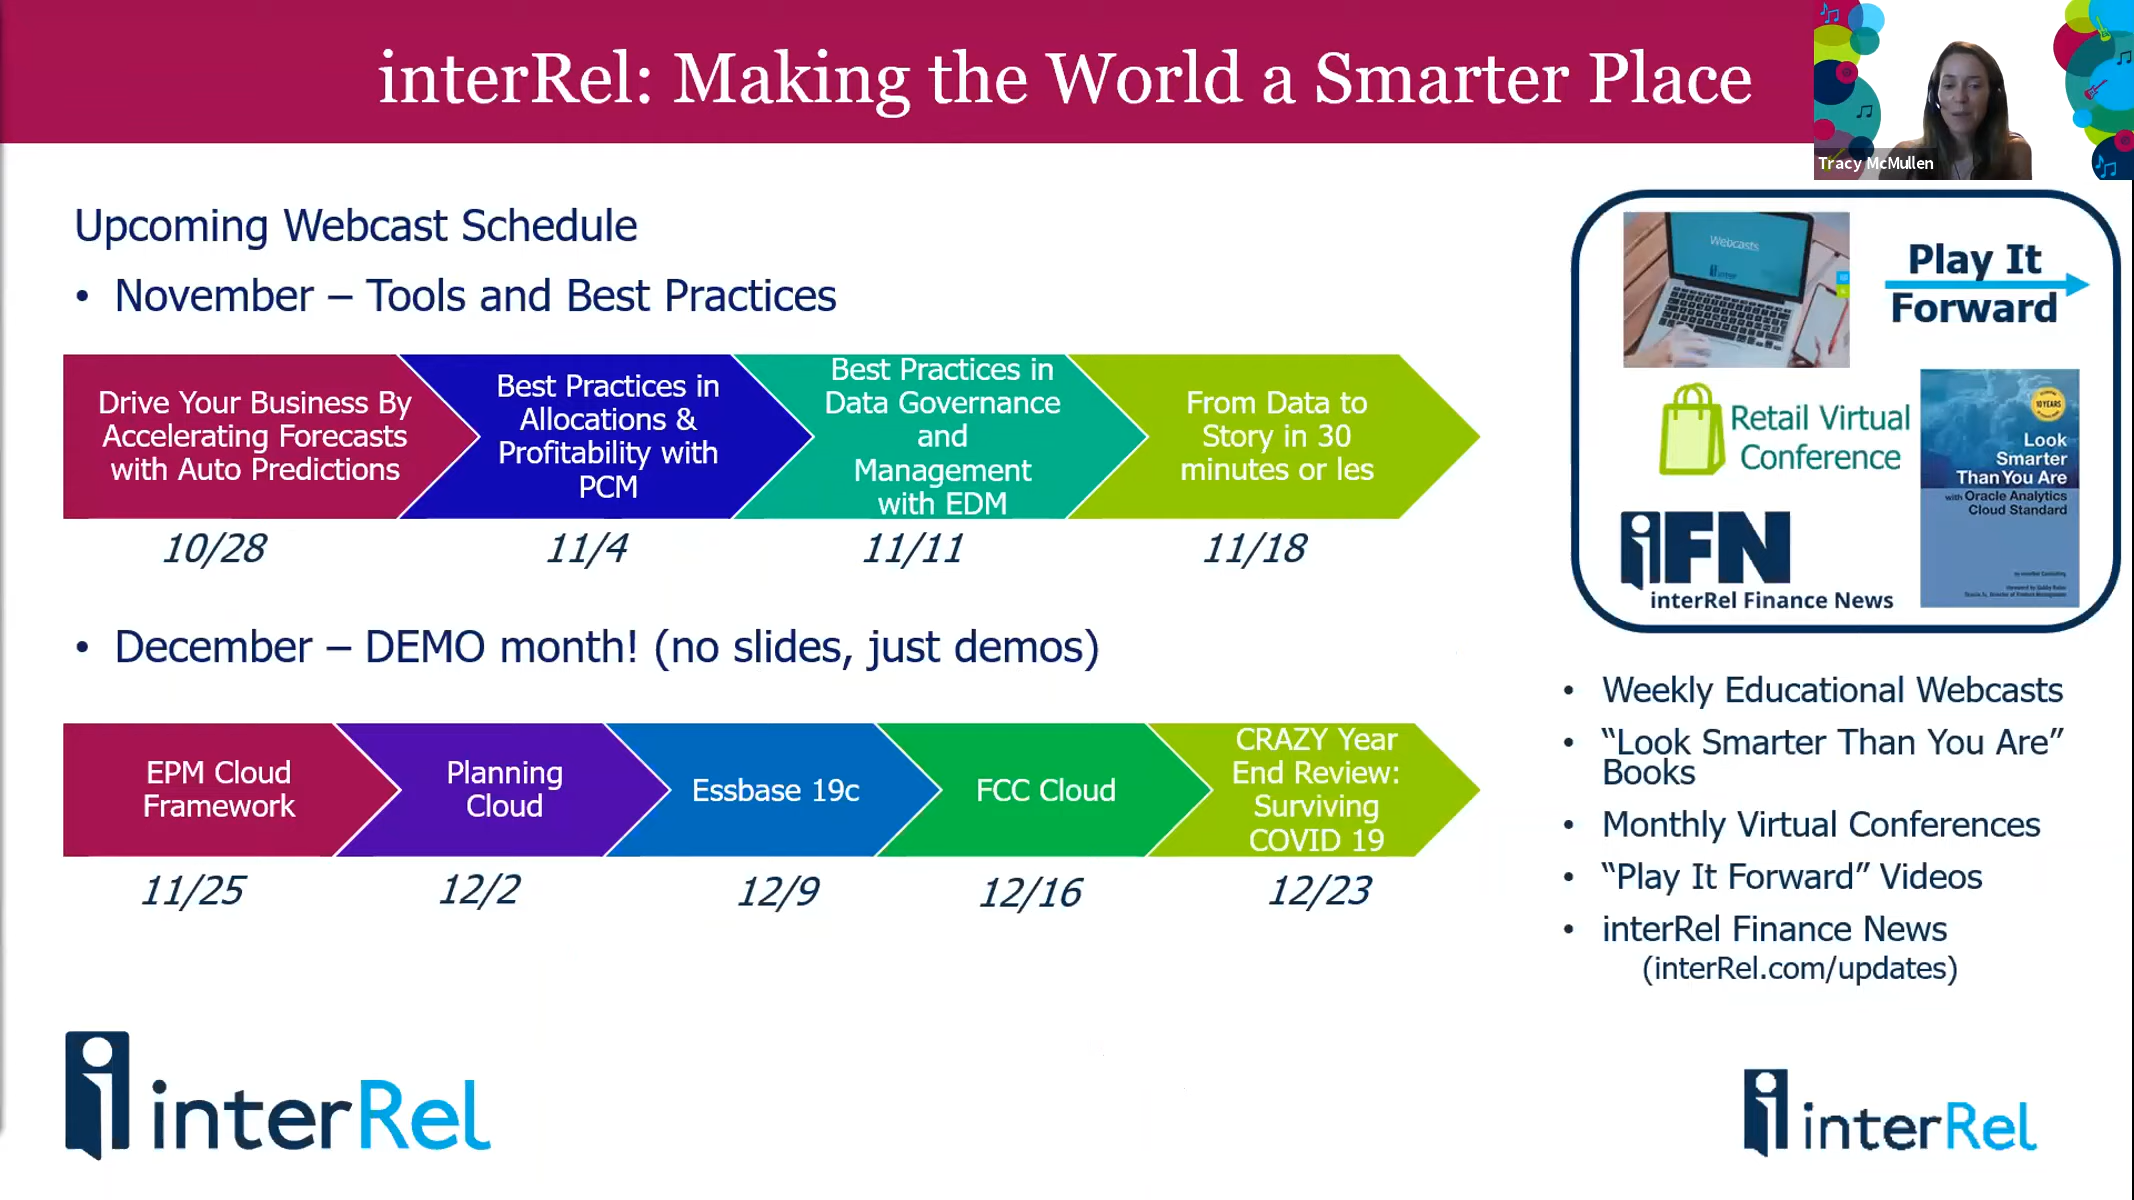 interRel: Making the World a Smarter Place
Tracy McMullen
Upcoming Webcast Schedule
• November – Tools and Best Practices
Drive Your Business By
Accelerating Forecasts
with Auto Predictions
Best Practices in
Allocations &
Profitability with
PCM
Best Practices in
Data Governance
and
Management
with EDM
From Data to
Story in 30
minutes or les
10/28
11/4
11/11
11/18
• December – DEMO month! (no slides, just demos)
EPM Cloud
Framework
Planning
Cloud
Essbase 19c
FCC Cloud
CRAZY Year
End Review:
Surviving
COVID 19
11/25
12/2
12/9
12/16
12/23
Webcasts
inter
Play It
Forward
Retail Virtual
Conference
10 YEARS
Look
Smarter
Than You Are
with Oracle Analytics
Cloud Standard
iFN
interRel Finance News
• Weekly Educational Webcasts
• “Look Smarter Than You Are”
Books
• Monthly Virtual Conferences
• “Play It Forward” Videos
• interRel Finance News
(interRel.com/updates)
interRel
interRel